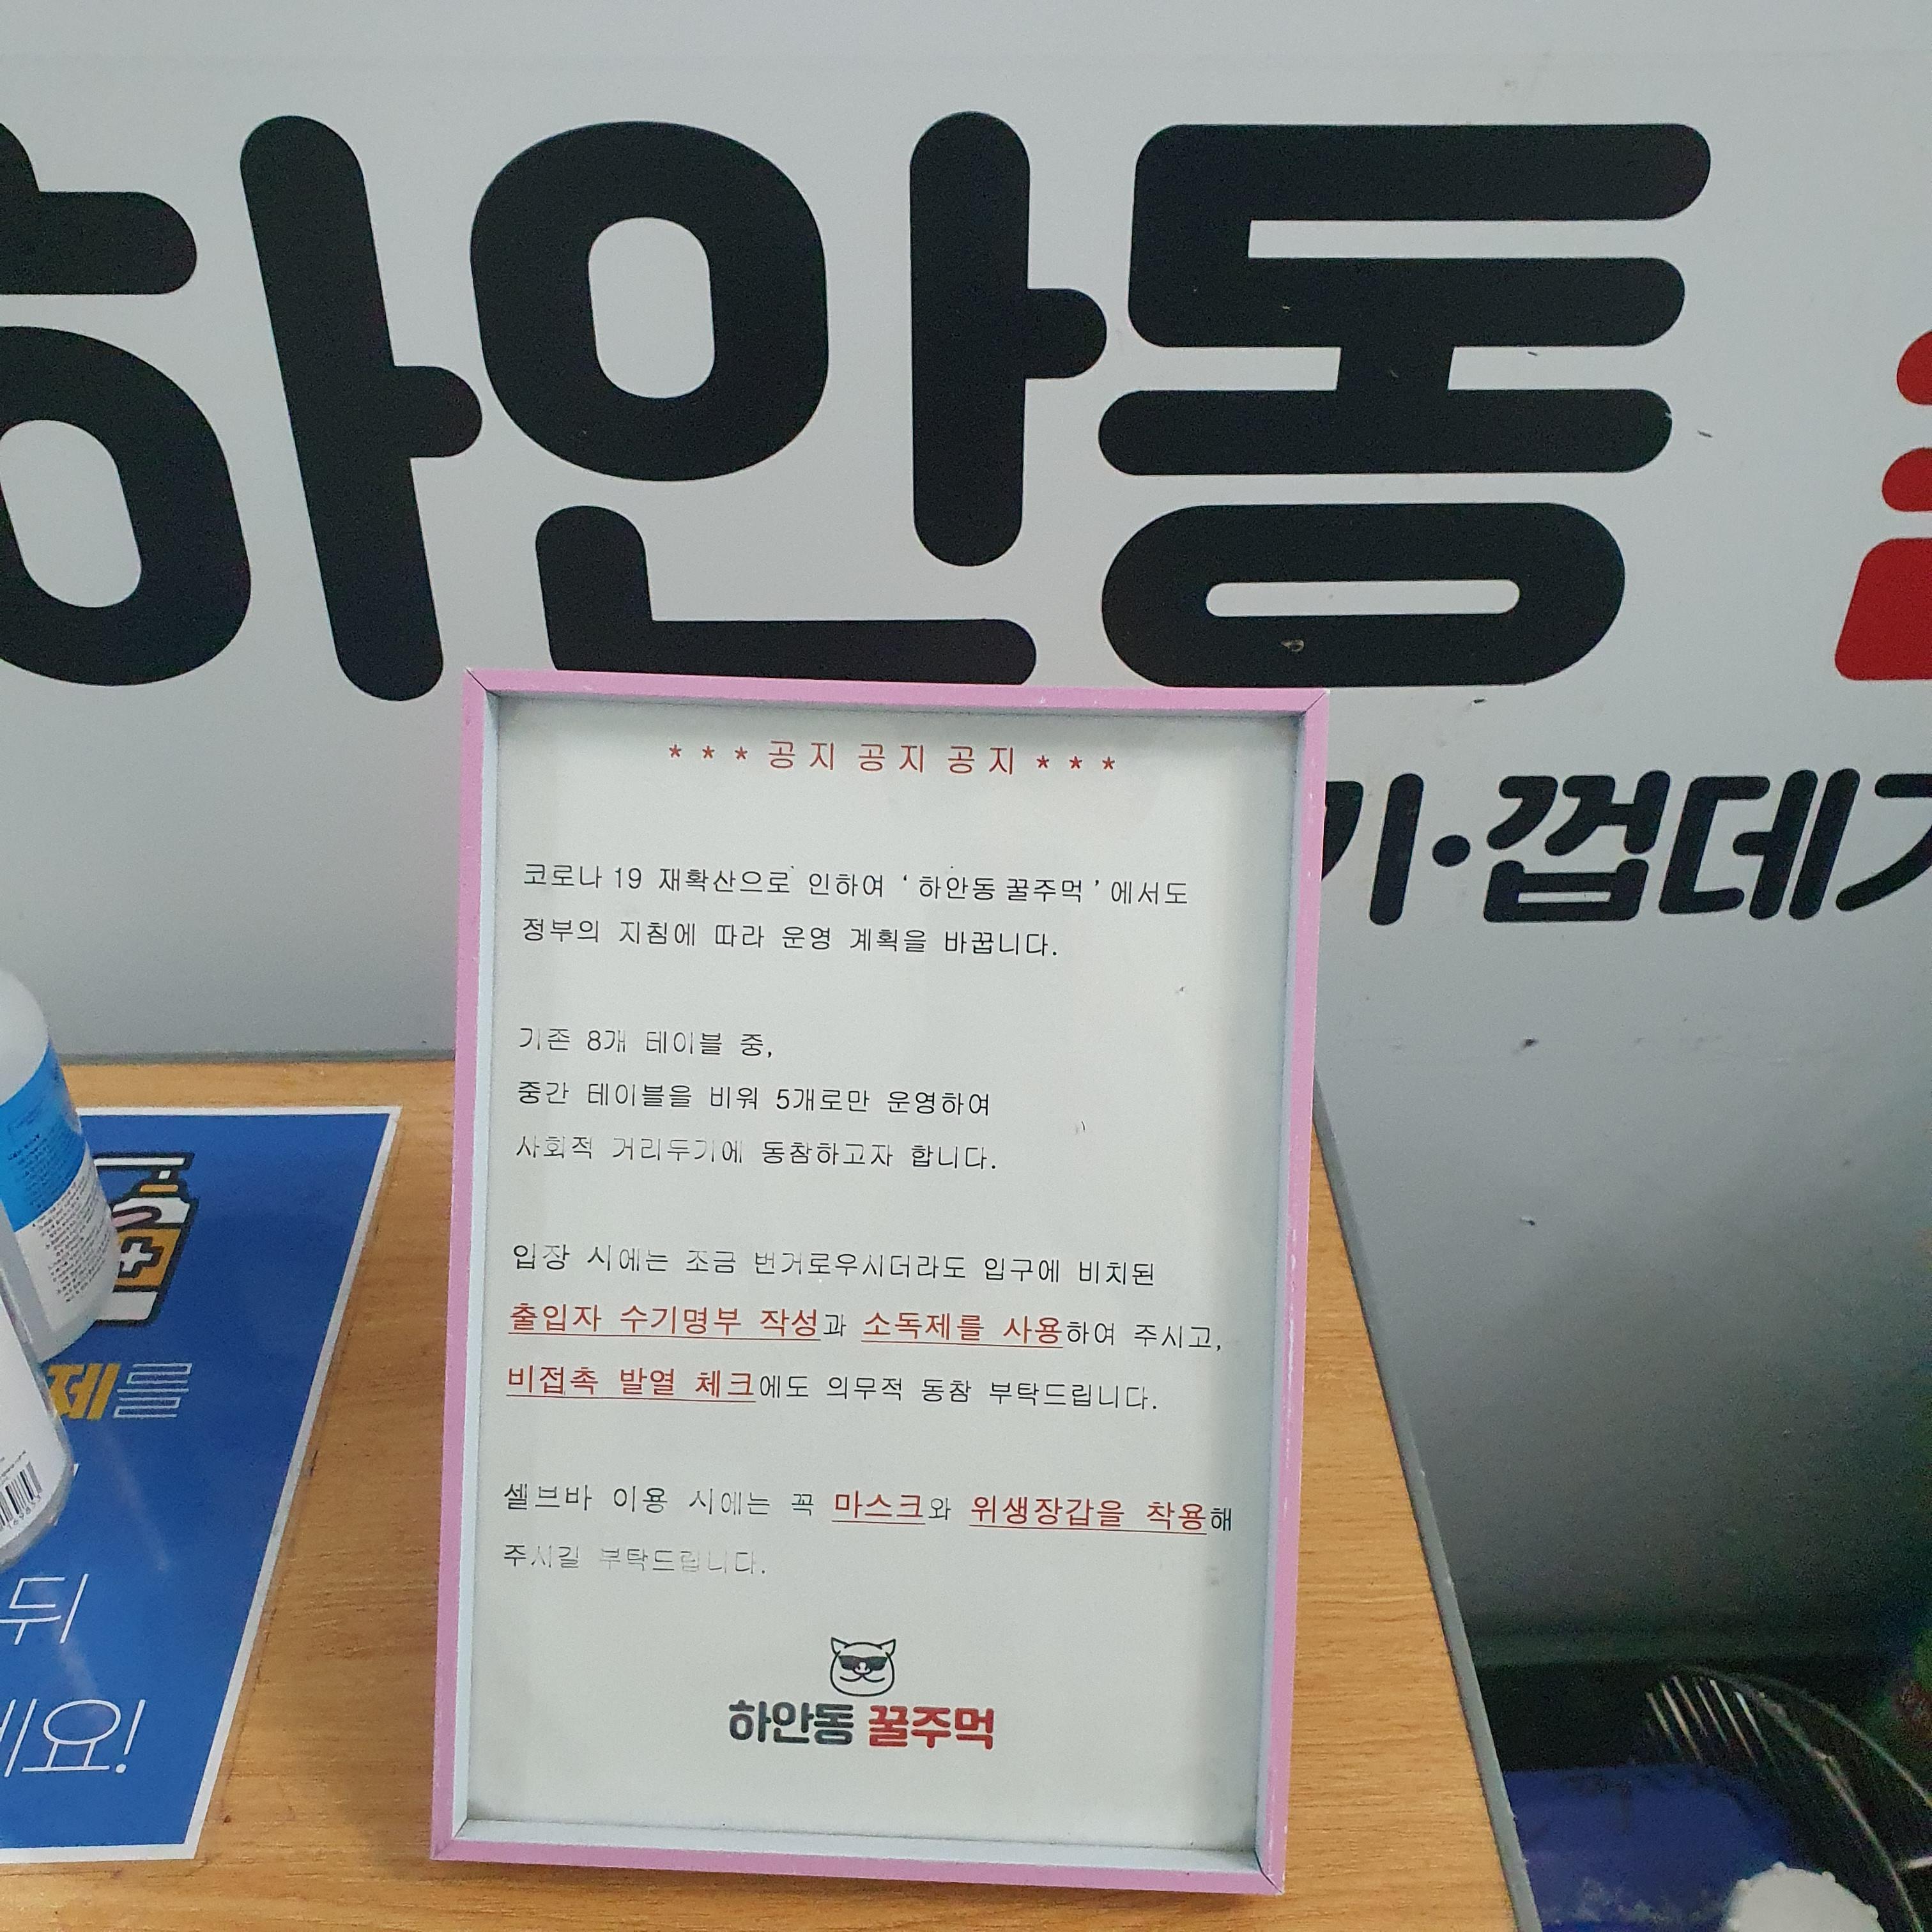 하안동
기·껍데기
* * * 공지 공지 공지 * * *
코로나 19 재확산으로 인하여 ‘ 하안동 꿀주먹 ’ 에서도
정부의 지침에 따라 운영 계획을 바꿉니다.
기존 8개 테이블 중,
중간 테이블을 비워 5개로만 운영하여
사회적 거리두기에 동참하고자 합니다.
입장 시에는 조금 번거로우시더라도 입구에 비치된
출입자 수기명부 작성과 소독제를 사용하여 주시고,
비접촉 발열 체크에도 의무적 동참 부탁드립니다.
셀브바 이용 시에는 꼭 마스크와 위생장갑을 착용해
주시길 부탁드립니다.
하안동 꿀주먹
제를
뒤
세요!